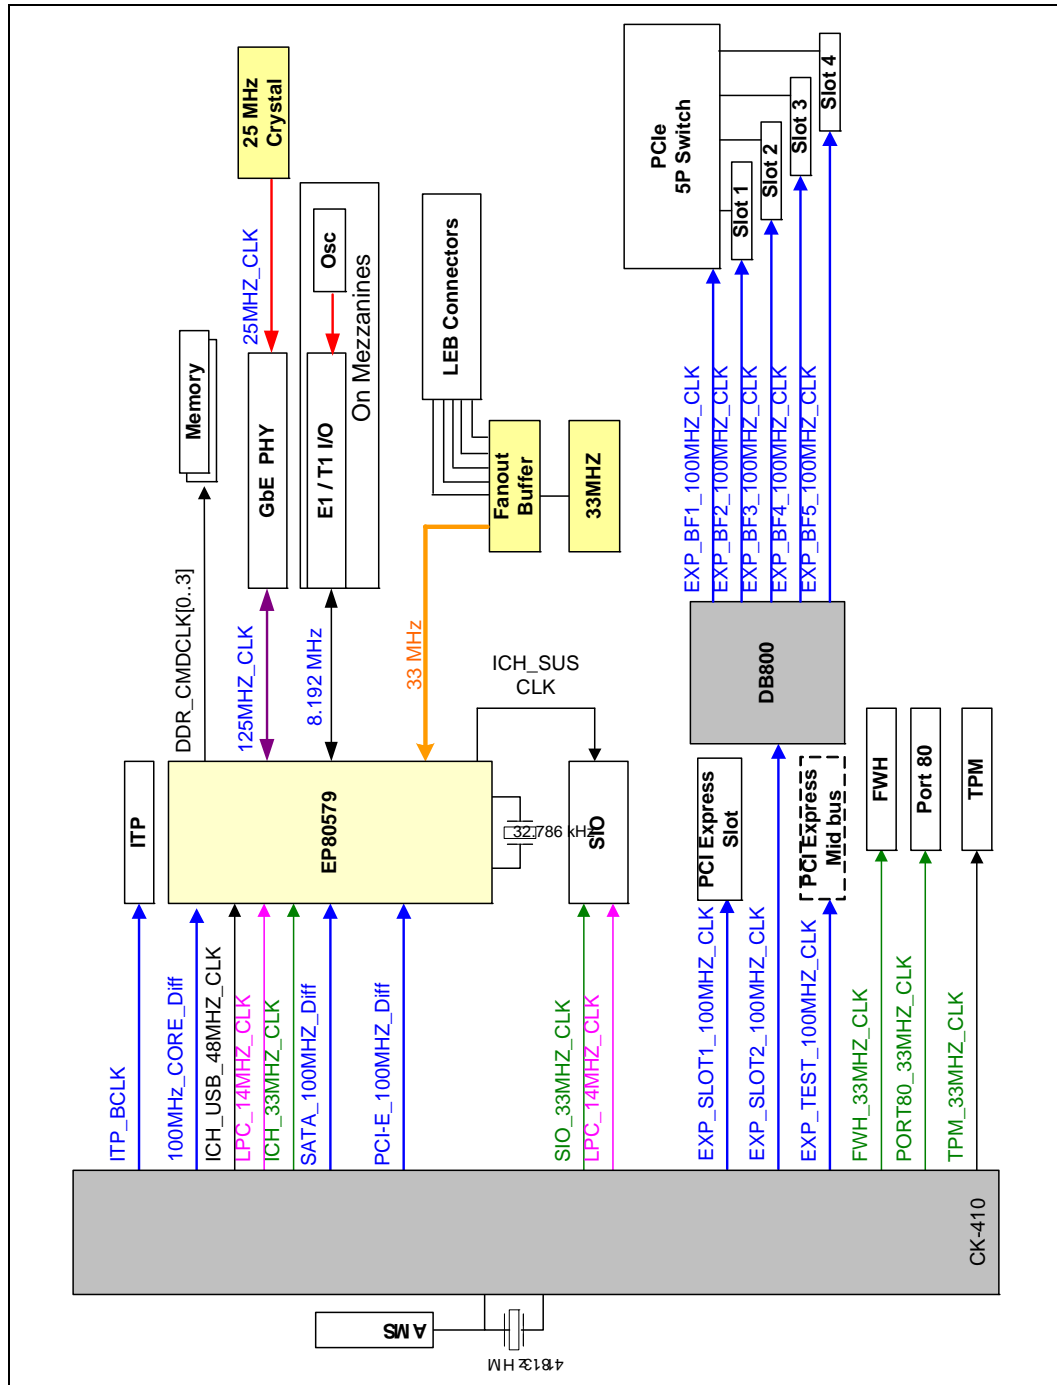 25 MHz
Crystal
25MHZ_CLK
GbE PHY
125MHZ_CLK
Memory
DDR_CMDCLK[0..3]
Osc
E1 / T1 I/O
On Mezzanines
8.192 MHz
LEB Connectors
Fanout
Buffer
33MHZ
33 MHz
ICH_SUS
CLK
ITP
EP80579
32.786 kHz
SIO
PCIe
5P Switch
Slot 1
Slot 2
Slot 3
Slot 4
EXP_BF1_100MHZ_CLK
EXP_BF2_100MHZ_CLK
EXP_BF3_100MHZ_CLK
EXP_BF4_100MHZ_CLK
EXP_BF5_100MHZ_CLK
DB800
PCI Express
Slot
PCI Express
Mid bus
FWH
Port 80
TPM
ITP_BCLK
100MHz_CORE_Diff
ICH_USB_48MHZ_CLK
LPC_14MHZ_CLK
ICH_33MHZ_CLK
SATA_100MHZ_Diff
PCI-E_100MHZ_Diff
SIO_33MHZ_CLK
LPC_14MHZ_CLK
EXP_SLOT1_100MHZ_CLK
EXP_SLOT2_100MHZ_CLK
EXP_TEST_100MHZ_CLK
FWH_33MHZ_CLK
PORT80_33MHZ_CLK
TPM_33MHZ_CLK
CK-410